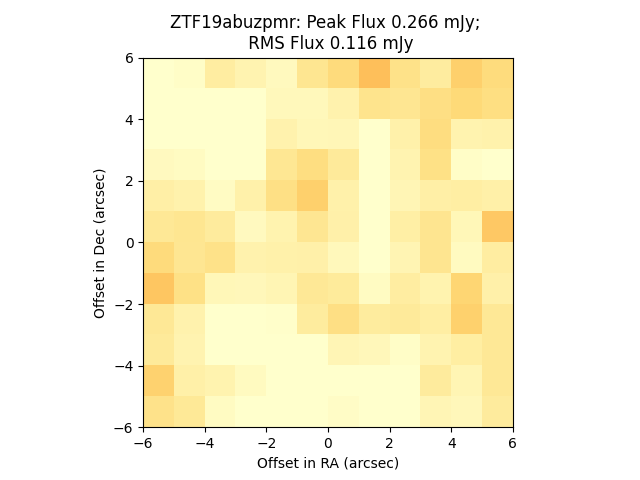 ZTF19abuzpmr: Peak Flux 0.266 mJy;
RMS Flux 0.116 mJy
6
4
2
0
−2
−4
−6
Offset in Dec (arcsec)
−6 −4 −2 0 2 4 6
Offset in RA (arcsec)